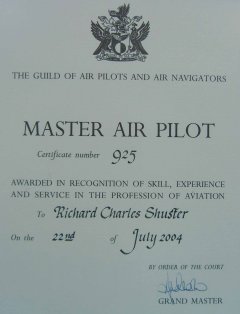 THE GUILD OF AIR PILOTS AND AIR NAVIGATORS
MASTER AIR PILOT
Certificate number 925
AWARDED IN RECOGNITION OF SKILL, EXPERIENCE
AND SERVICE IN THE PROFESSION OF AVIATION
To Richard Charles Shuster
On the 22nd of July 2004
BY ORDER OF THE COURT
GRAND MASTER